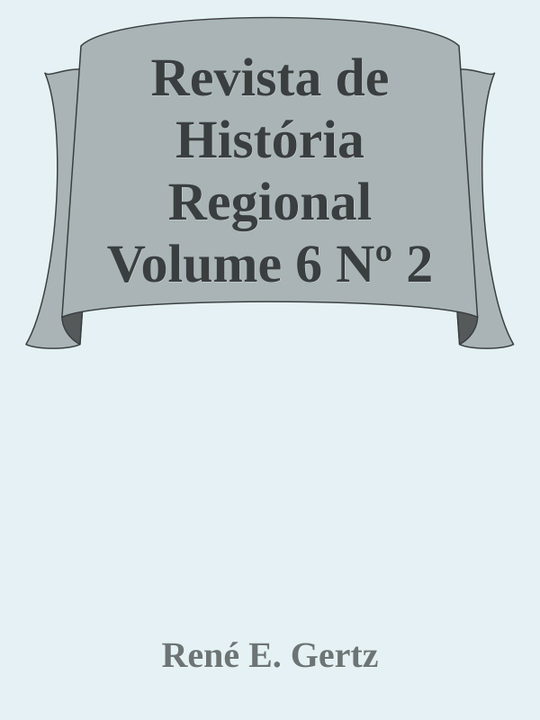 Revista de
História
Regional
Volume 6 Nº 2
René E. Gertz